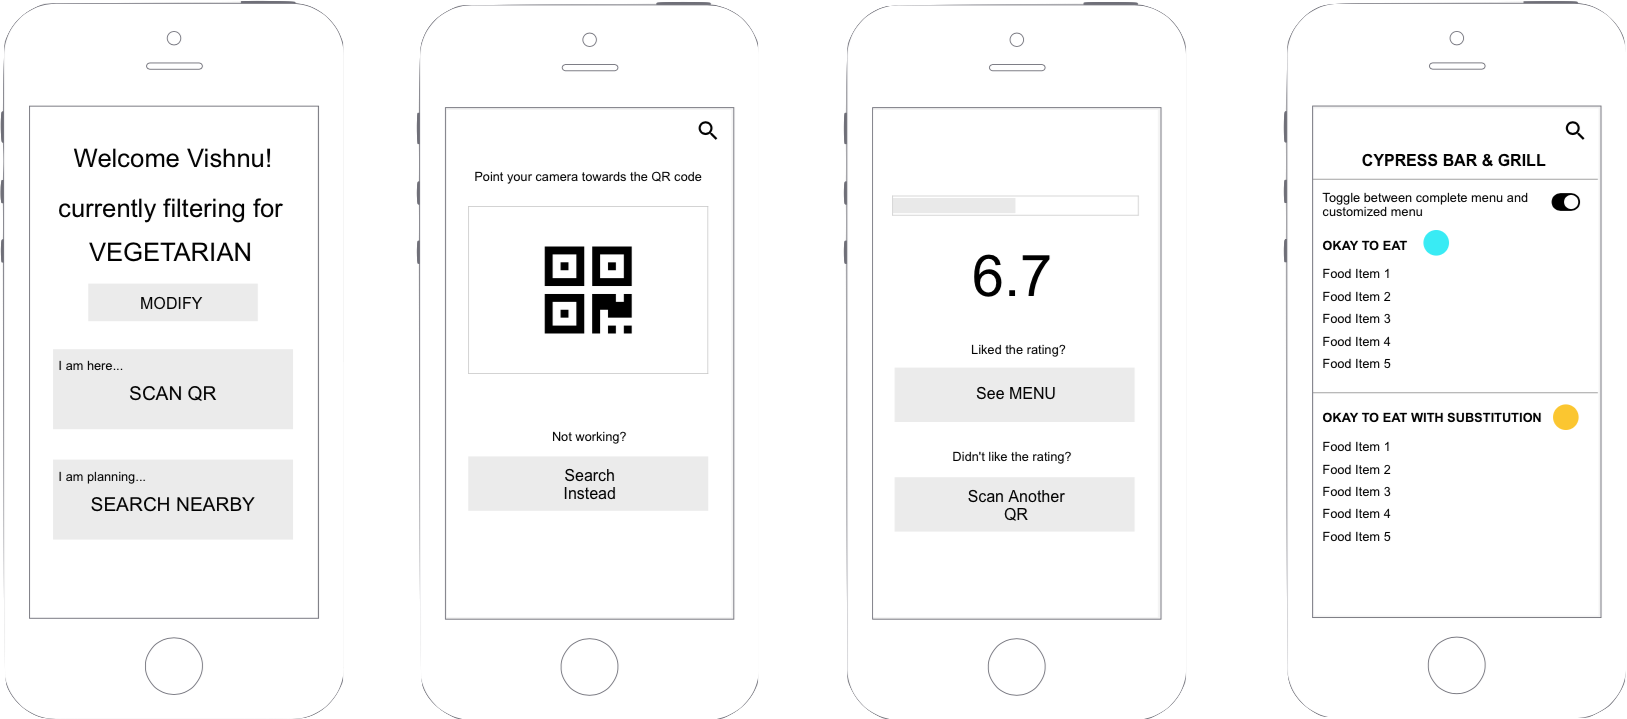 Welcome Vishnu!
currently filtering for
VEGETARIAN
MODIFY
I am here...
SCAN QR
I am planning...
SEARCH NEARBY
Point your camera towards the QR code
Not working?
Search
Instead
6.7
Liked the rating?
See MENU
Didn't like the rating?
Scan Another
QR
CYPRESS BAR & GRILL
Toggle between complete menu and
customized menu
OKAY TO EAT
Food Item 1
Food Item 2
Food Item 3
Food Item 4
Food Item 5
OKAY TO EAT WITH SUBSTITUTION
Food Item 1
Food Item 2
Food Item 3
Food Item 4
Food Item 5